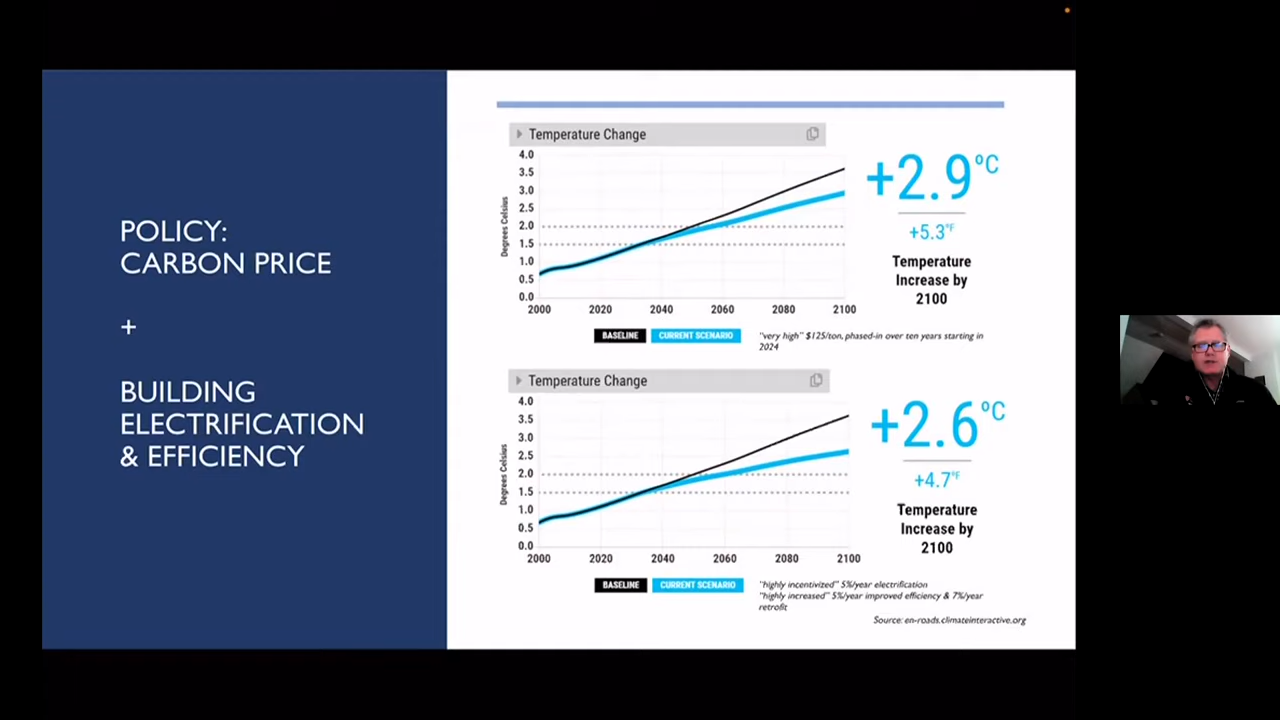 POLICY:
CARBON PRICE
+
BUILDING
ELECTRIFICATION
& EFFICIENCY
Temperature Change
4.0
3.5
3.0
2.5
2.0
1.5
1.0
0.5
0.0
Degrees Celsius
2000 2020 2040 2060 2080 2100
BASELINE CURRENT SCENARIO
"very high" $125/ton, phased-in over ten years starting in
2024
+2.9 ºC
+5.3 ºF
Temperature
Increase by
2100
Temperature Change
4.0
3.5
3.0
2.5
2.0
1.5
1.0
0.5
0.0
Degrees Celsius
2000 2020 2040 2060 2080 2100
BASELINE CURRENT SCENARIO
"highly incentivized" 5%/year electrification
"highly increased" 5%/year improved efficiency & 7%/year
retrofit
+2.6 ºC
+4.7 ºF
Temperature
Increase by
2100
Source: en-roads.climateinteractive.org